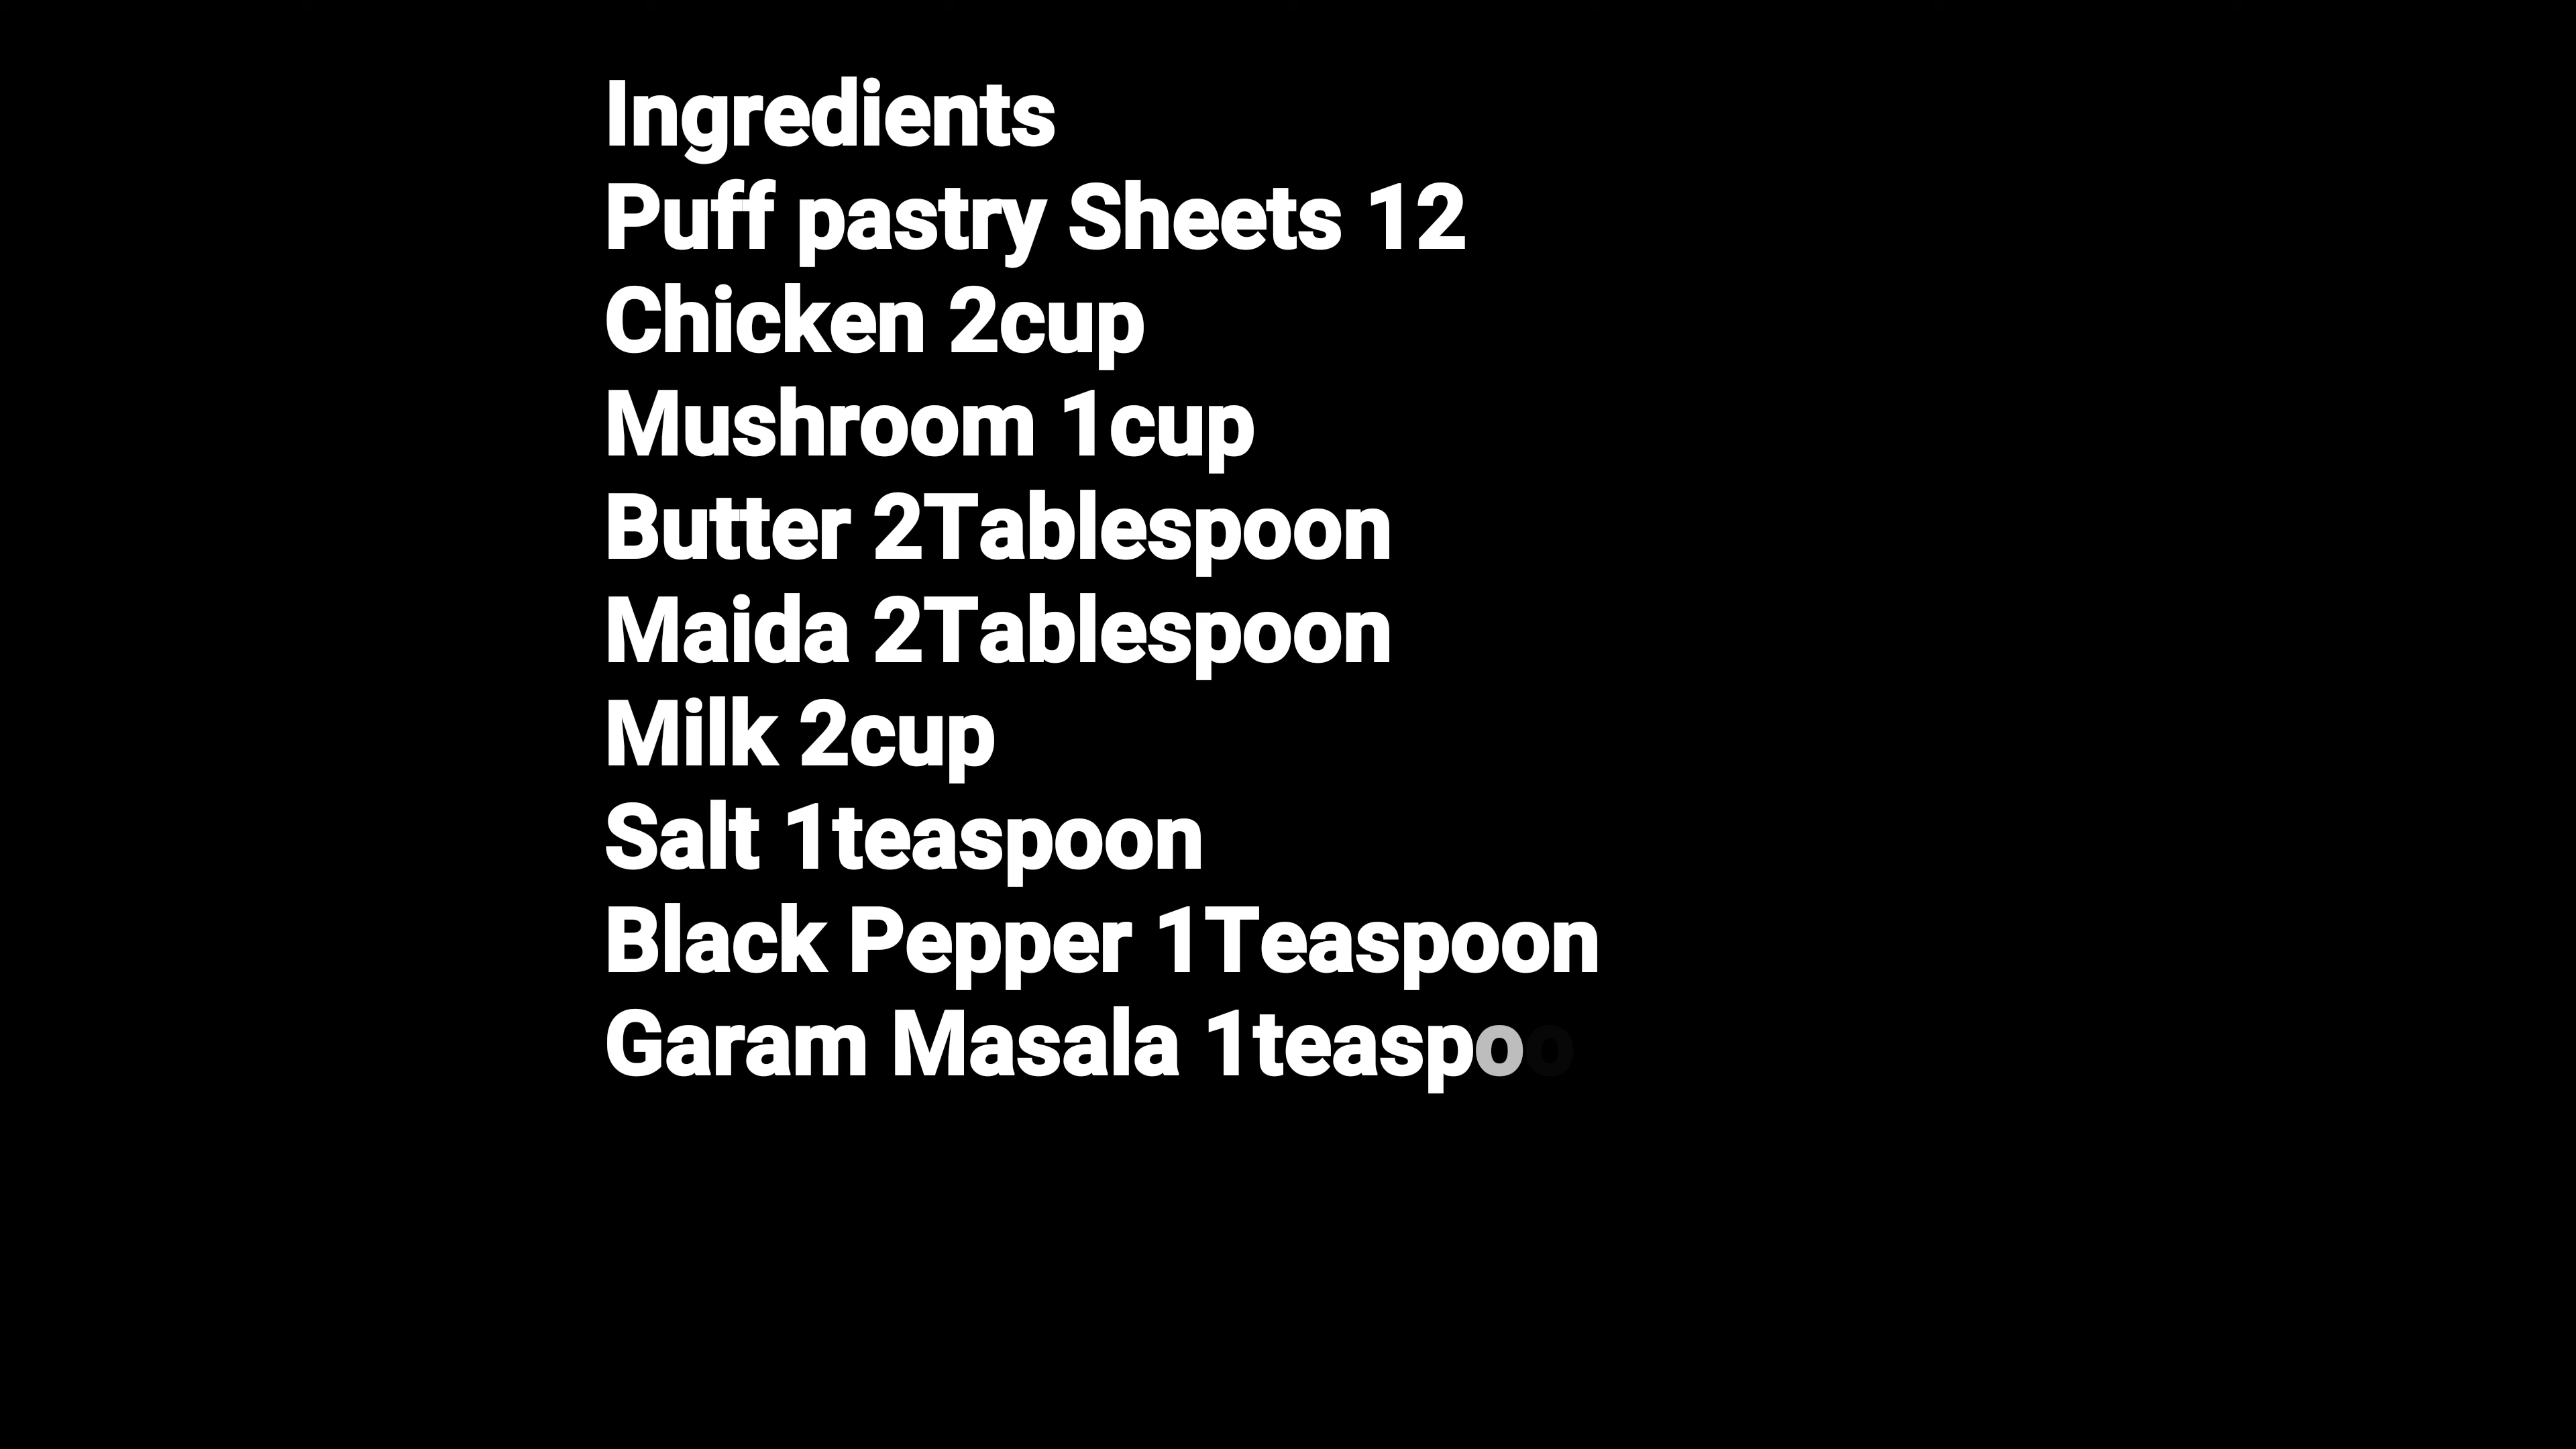 Ingredients
Puff pastry Sheets 12
Chicken 2cup
Mushroom 1cup
Butter 2Tablespoon
Maida 2Tablespoon
Milk 2cup
Salt 1teaspoon
Black Pepper 1Teaspoon
Garam Masala 1teaspoo